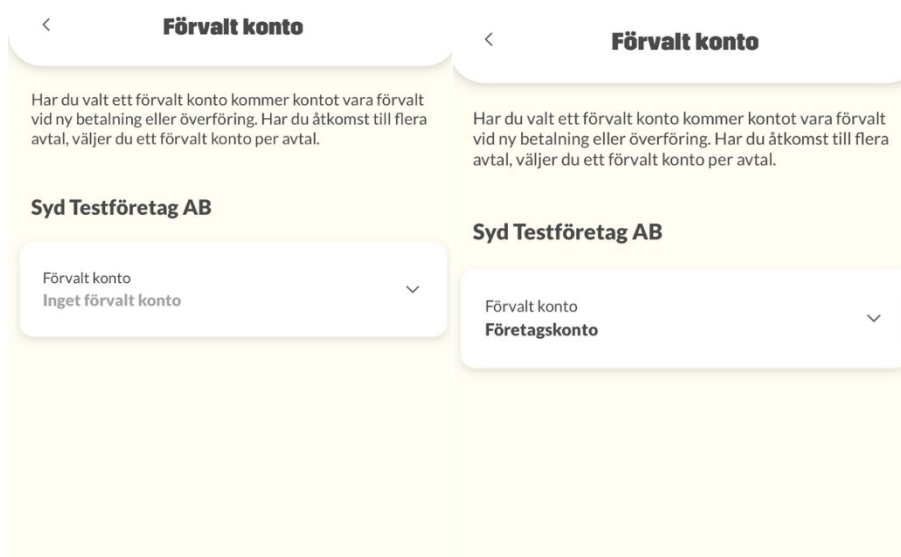 Förvalt konto
Har du valt ett förvalt konto kommer kontot vara förvalt
vid ny betalning eller överföring. Har du åtkomst till flera
avtal, väljer du ett förvalt konto per avtal.
Syd Testföretag AB
Förvalt konto
Inget förvalt konto
Förvalt konto
Har du valt ett förvalt konto kommer kontot vara förvalt
vid ny betalning eller överföring. Har du åtkomst till flera
avtal, väljer du ett förvalt konto per avtal.
Syd Testföretag AB
Förvalt konto
Företagskonto